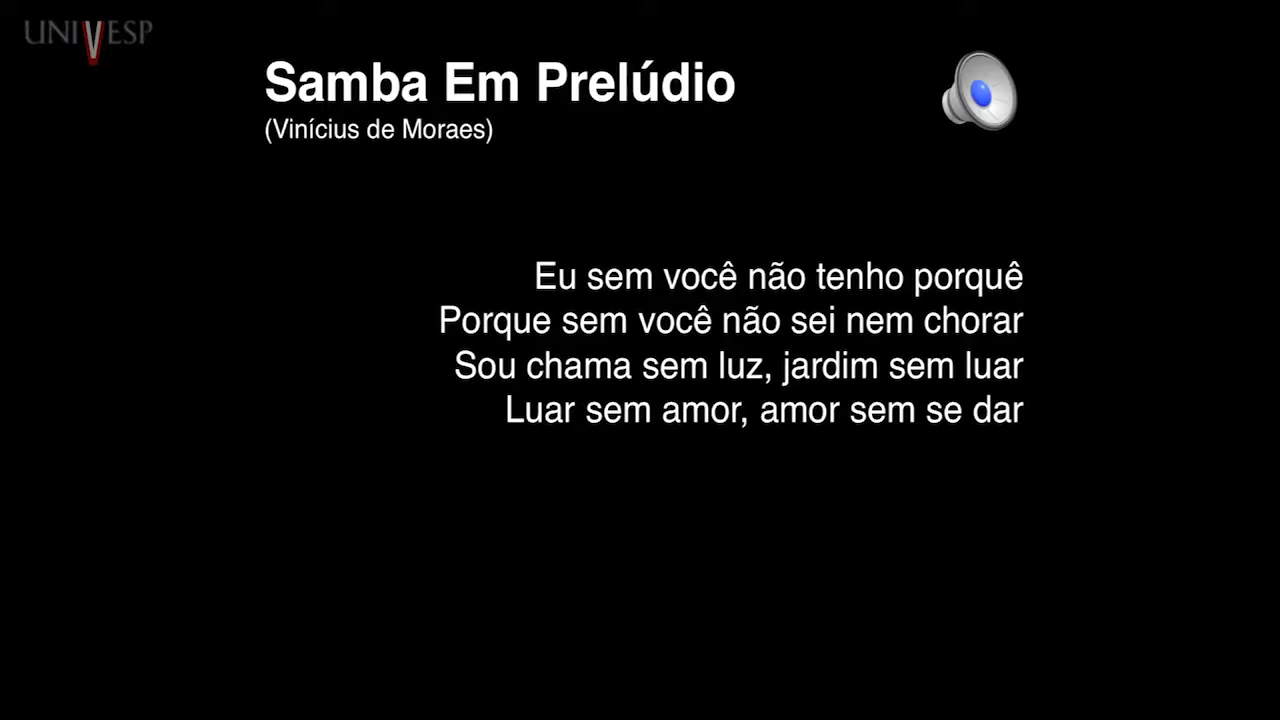 UNIVESP
Samba Em Prelúdio
(Vinícius de Moraes)
Eu sem você não tenho porquê
Porque sem você não sei nem chorar
Sou chama sem luz, jardim sem luar
Luar sem amor, amor sem se dar